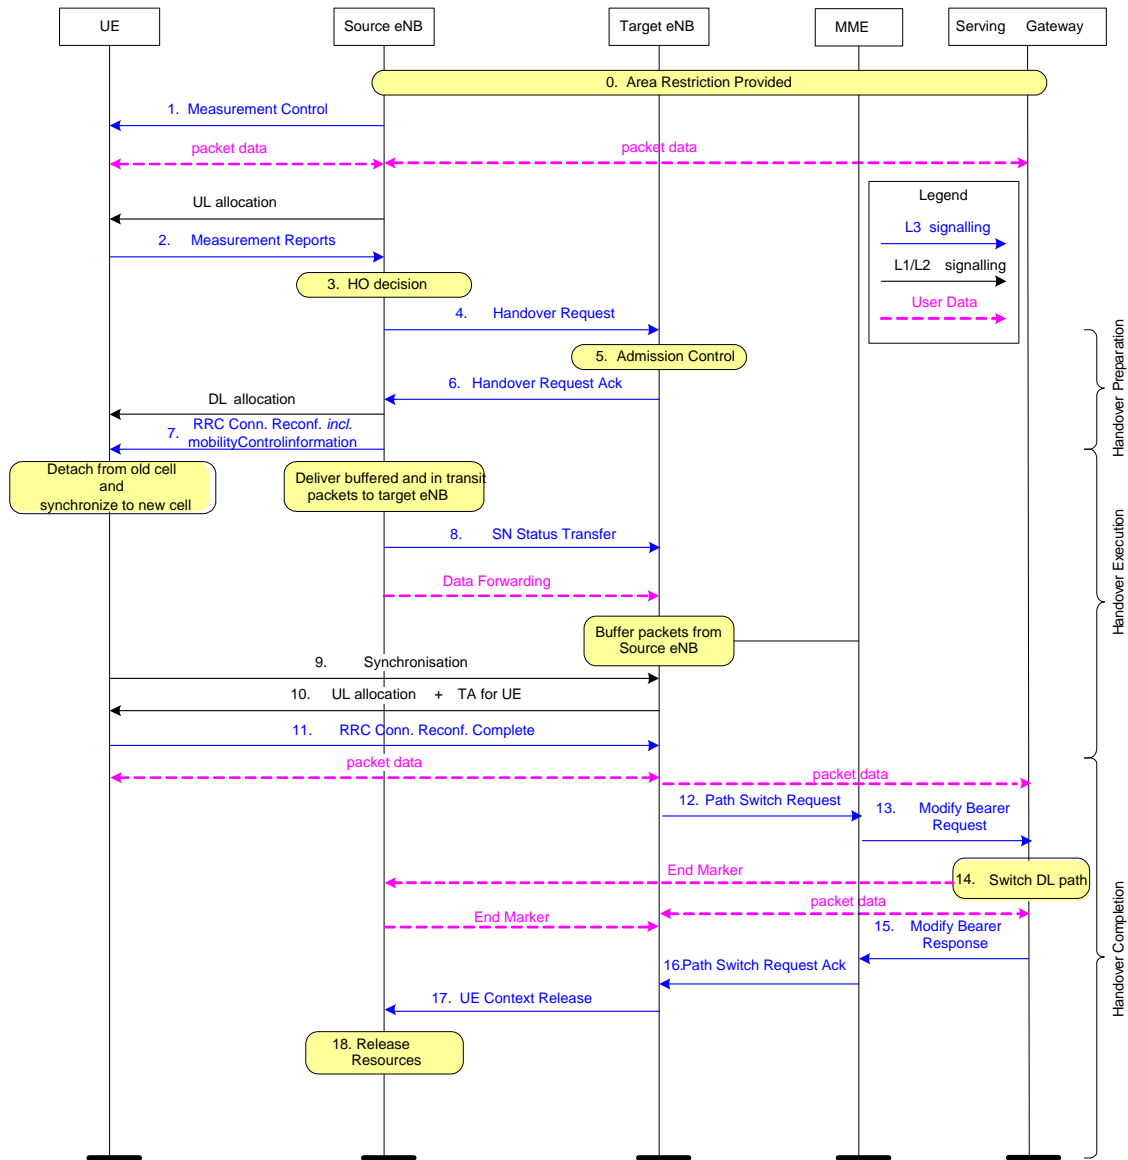 UE
Source eNB
Target eNB
MME
Serving Gateway
0. Area Restriction Provided
1. Measurement Control
packet data
packet data
Legend
L3 signalling
L1/L2 signalling
User Data
UL allocation
2. Measurement Reports
3. HO decision
4. Handover Request
5. Admission Control
6. Handover Request Ack
DL allocation
7. RRC Conn. Reconf. incl.
mobilityControlinformation
Handover Preparation
Detach from old cell
and
synchronize to new cell
Deliver buffered and in transit
packets to target eNB
8. SN Status Transfer
Data Forwarding
Buffer packets from
Source eNB
9. Synchronisation
10. UL allocation + TA for UE
11. RRC Conn. Reconf. Complete
Handover Execution
packet data
packet data
12. Path Switch Request
13. Modify Bearer
Request
End Marker
14. Switch DL path
packet data
End Marker
15. Modify Bearer
Response
16.Path Switch Request Ack
17. UE Context Release
18. Release
Resources
Handover Completion